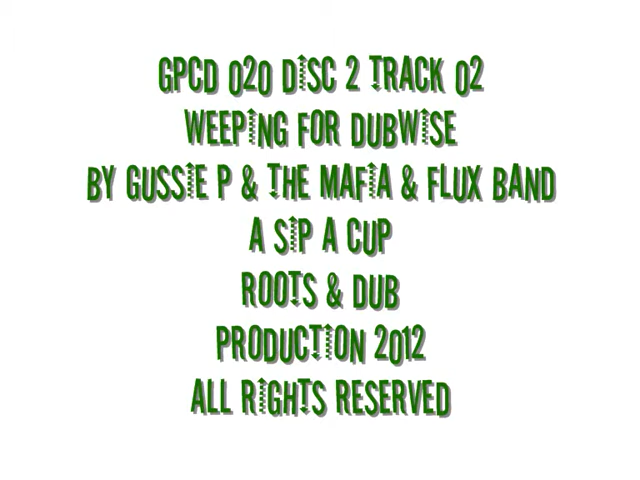 GPCD 020 DISC 2 TRACK 02
WEEPING FOR DUBWISE
BY GUSSIE P & THE MAFIA & FLUX BAND
A SIP A CUP
ROOTS & DUB
PRODUCTION 2012
ALL RIGHTS RESERVED